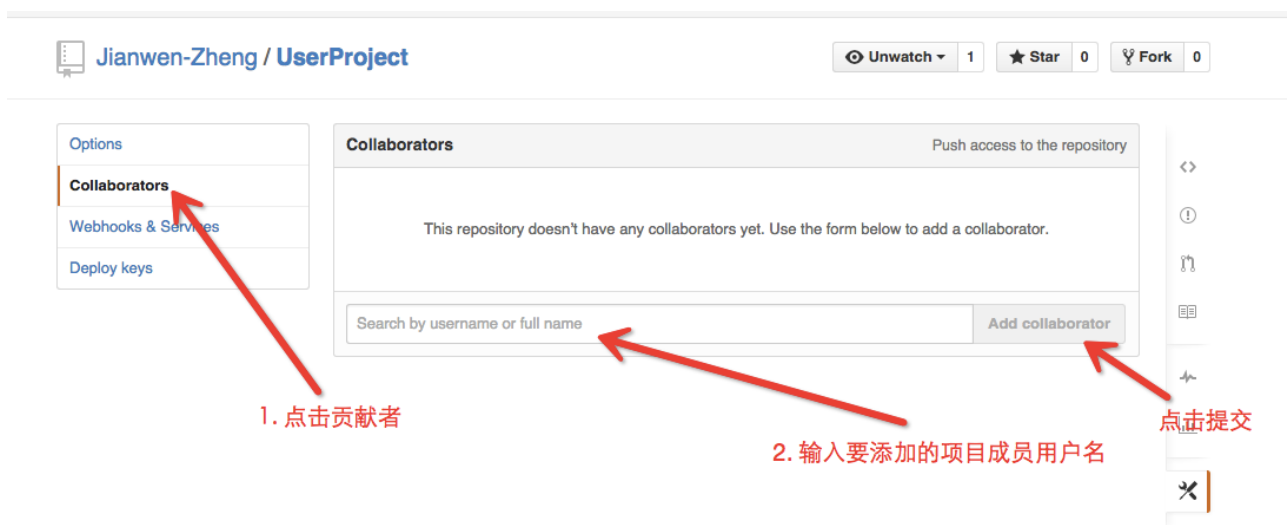 Jianwen-Zheng / UserProject
Unwatch 1 Star 0 Fork 0
Options
Collaborators
Webhooks & Services
Deploy keys
Collaborators Push access to the repository
This repository doesn't have any collaborators yet. Use the form below to add a collaborator.
Search by username or full name Add collaborator
1. 点击贡献者
2. 输入要添加的项目成员用户名
点击提交